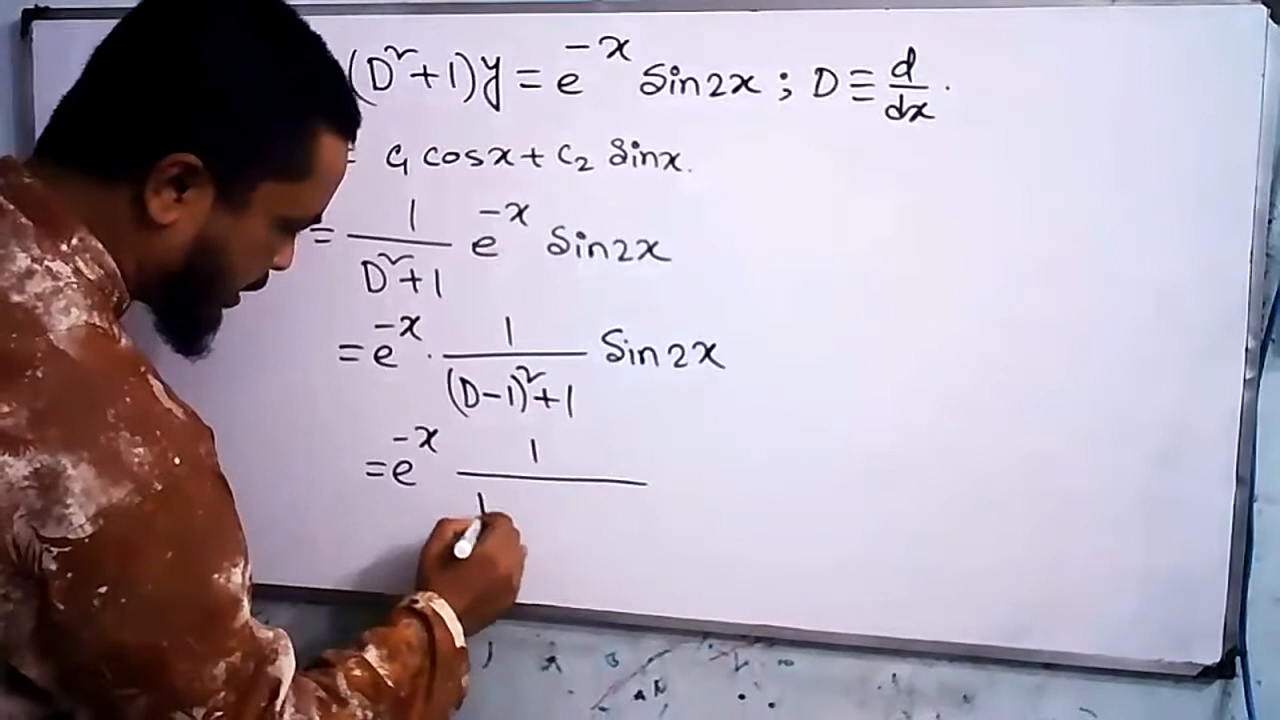 (D²+1)y = e^{-x} sin2x ; D ≡ d/dx.
= c₁ cosx + c₂ sinx.
= 1/(D²+1) e^{-x} sin2x
= e^{-x} · 1/((D-1)²+1) sin2x
= e^{-x} 1/